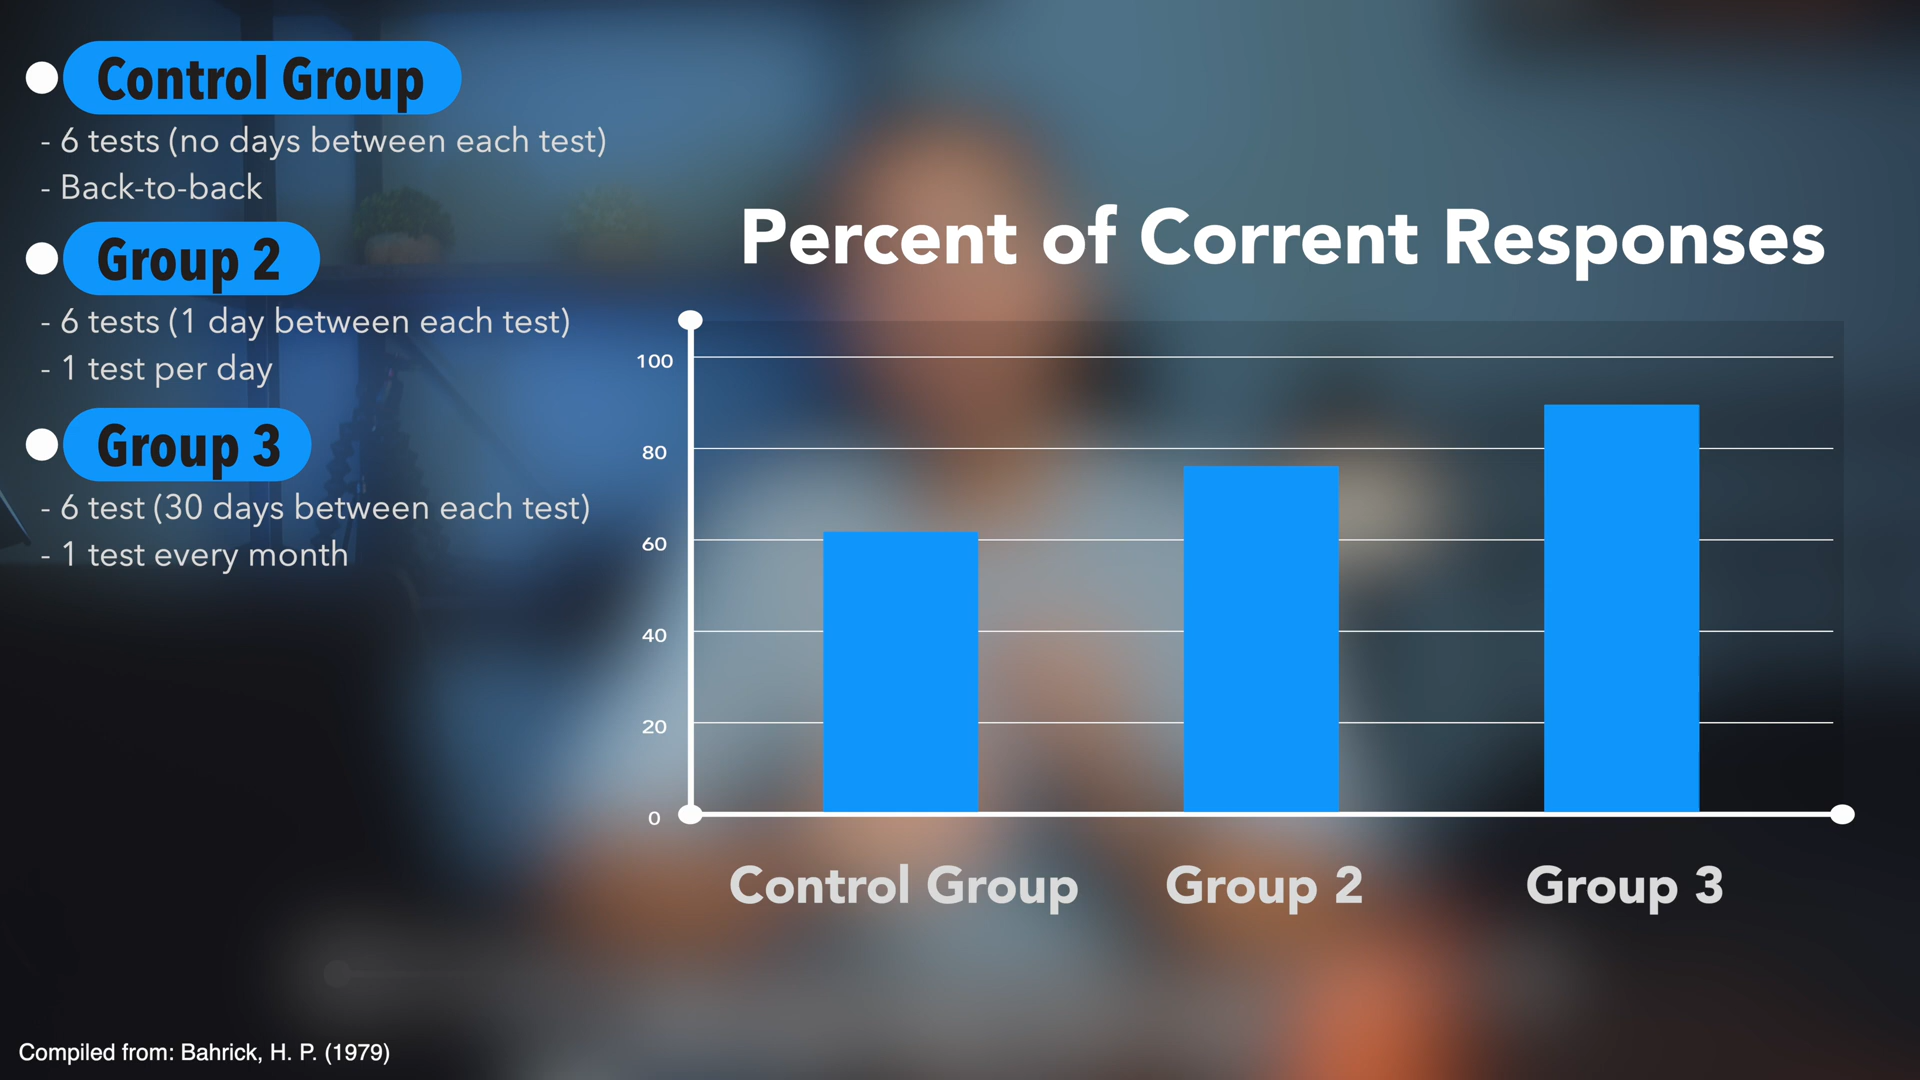 Control Group
- 6 tests (no days between each test)
- Back-to-back
Group 2
- 6 tests (1 day between each test)
- 1 test per day
Group 3
- 6 test (30 days between each test)
- 1 test every month
Percent of Corrent Responses
100
80
60
40
20
0
Control Group
Group 2
Group 3
Compiled from: Bahrick, H. P. (1979)